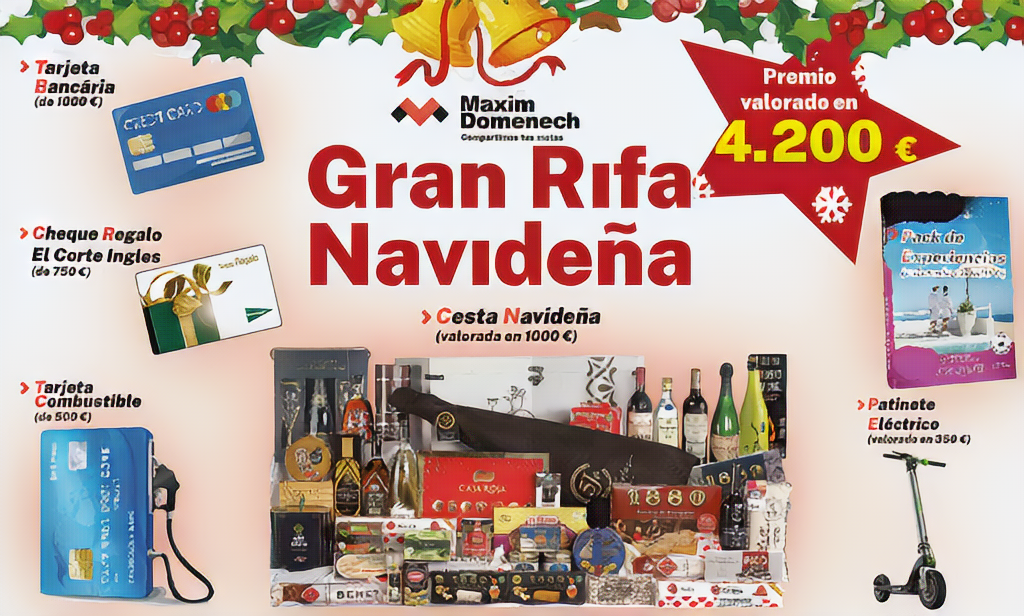 Tarjeta
Bancária
(de 1000 €)
CREDIT CARD
Maxim
Domenech
Compartimos tus metas
Premio
valorado en
4.200 €
Gran Rifa
Navideña
Cheque Regalo
El Corte Ingles
(de 750 €)
Pack de
Experiencias
Cesta Navideña
(valorada en 1000 €)
Tarjeta
Combustible
(de 500 €)
Patinete
Eléctrico
(valorado en 350 €)
1880